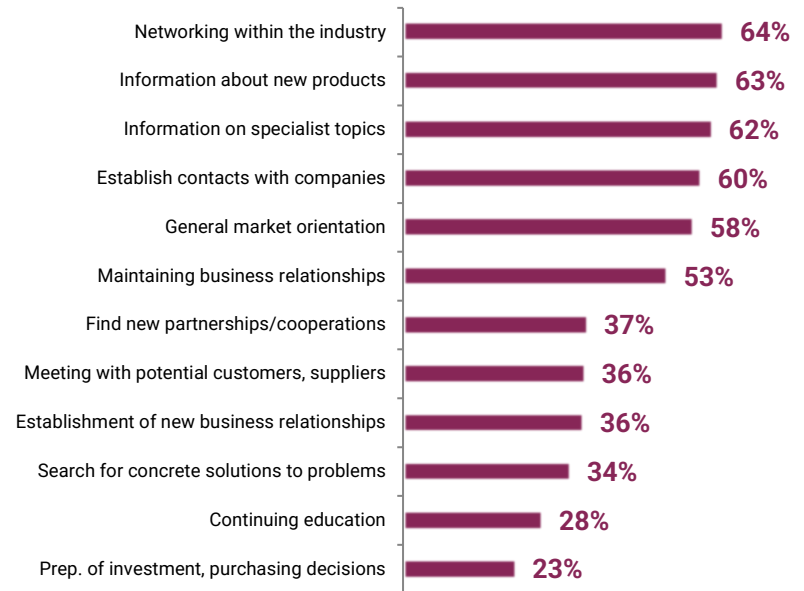 Networking within the industry 64%
Information about new products 63%
Information on specialist topics 62%
Establish contacts with companies 60%
General market orientation 58%
Maintaining business relationships 53%
Find new partnerships/cooperations 37%
Meeting with potential customers, suppliers 36%
Establishment of new business relationships 36%
Search for concrete solutions to problems 34%
Continuing education 28%
Prep. of investment, purchasing decisions 23%